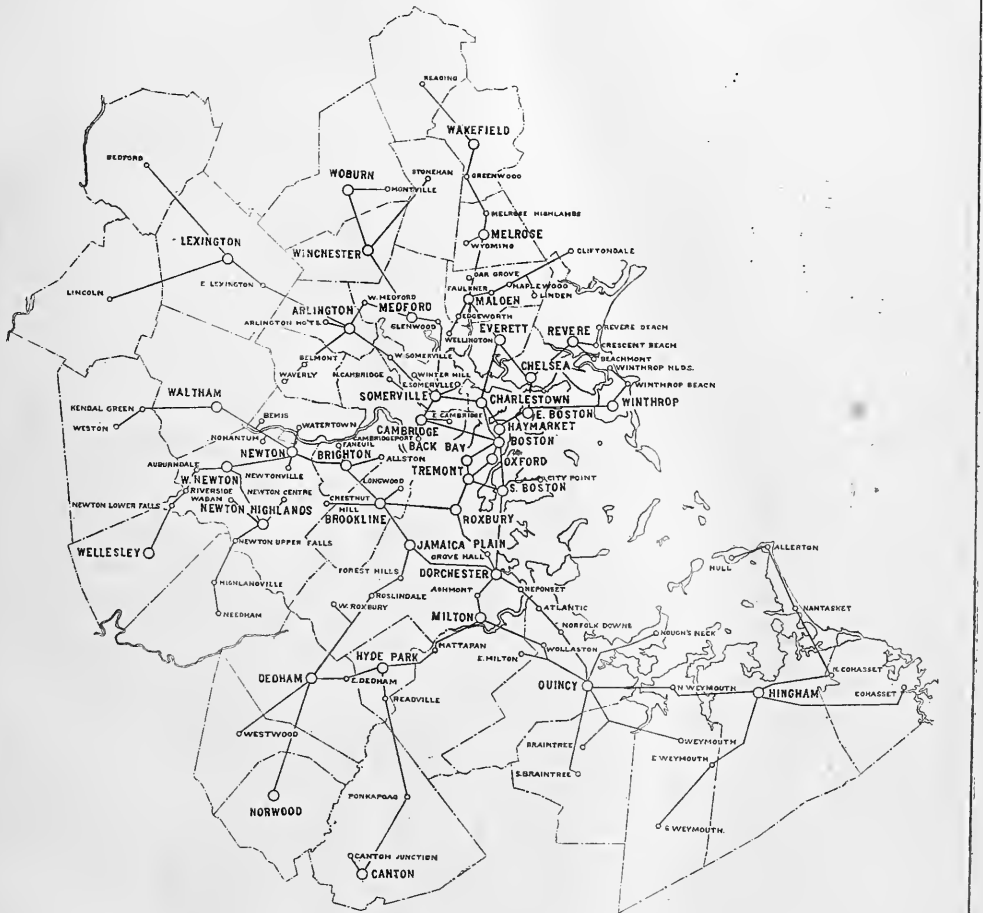 READING
WAKEFIELD
BEDFORD
STONEHAM
WOBURN
MONTVILLE
GREENWOOD
MELROSE HIGHLANDS
MELROSE
LEXINGTON
WYOMING
WINCHESTER
CLIFTONDALE
OAK GROVE
E. LEXINGTON
LINCOLN
FAULKNER
MAPLEWOOD
LINDEN
MALDEN
W. MEDFORD
ARLINGTON
MEDFORD
ARLINGTON HGTS.
GLENWOOD
EDGEWORTH
EVERETT
REVERE
REVERE BEACH
WELLINGTON
CRESCENT BEACH
BELMONT
W. SOMERVILLE
BEACHMONT
CHELSEA
WINTHROP HLDS.
WAVERLY
N. CAMBRIDGE
WINTER HILL
E. SOMERVILLE
WINTHROP BEACH
WALTHAM
SOMERVILLE
CHARLESTOWN
WINTHROP
KENDAL GREEN
E. BOSTON
BEMIS
E. CAMBRIDGE
WESTON
WATERTOWN
CAMBRIDGE
HAYMARKET
NONANTUM
CAMBRIDGEPORT
BACK BAY
BOSTON
NEWTON
FANEUIL
BRIGHTON
ALLSTON
OXFORD
AUBURNDALE
NEWTONVILLE
TREMONT
W. NEWTON
CITY POINT
RIVERSIDE
LONGWOOD
S. BOSTON
WABAN
NEWTON CENTRE
NEWTON LOWER FALLS
NEWTON HIGHLANDS
CHESTNUT
HILL
BROOKLINE
ROXBURY
NEWTON UPPER FALLS
WELLESLEY
JAMAICA PLAIN
ALLERTON
GROVE HALL
HULL
FOREST HILLS
DORCHESTER
HIGHLANDVILLE
ASHMONT
NEPONSET
ROSLINDALE
W. ROXBURY
ATLANTIC
NANTASKET
NEEDHAM
MILTON
NORFOLK DOWNS
HOUGH'S NECK
MATTAPAN
WOLLASTON
HYDE PARK
E. MILTON
N. COHASSET
DEDHAM
E. DEDHAM
QUINCY
N. WEYMOUTH
HINGHAM
COHASSET
READVILLE
WESTWOOD
WEYMOUTH
BRAINTREE
E. WEYMOUTH
S. BRAINTREE
NORWOOD
PONKAPOAG
S. WEYMOUTH.
CANTON JUNCTION
CANTON